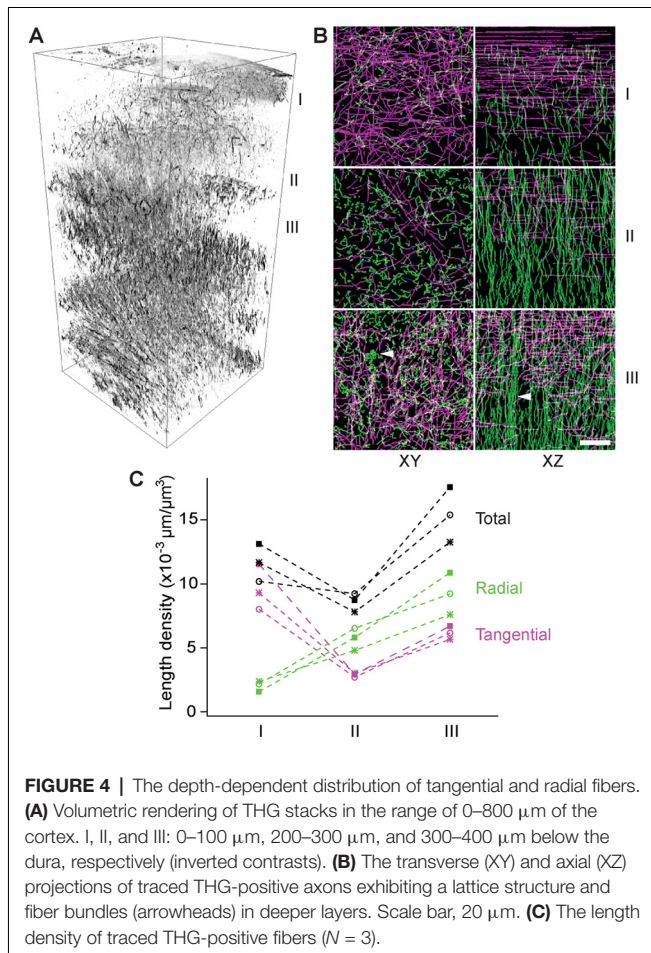 A
I
II
III
B
I
II
III
XY XZ
C
Length density (x10⁻³ µm/µm³)
15
10
5
0
Total
Radial
Tangential
I II III
FIGURE 4 | The depth-dependent distribution of tangential and radial fibers.
(A) Volumetric rendering of THG stacks in the range of 0–800 µm of the
cortex. I, II, and III: 0–100 µm, 200–300 µm, and 300–400 µm below the
dura, respectively (inverted contrasts). (B) The transverse (XY) and axial (XZ)
projections of traced THG-positive axons exhibiting a lattice structure and
fiber bundles (arrowheads) in deeper layers. Scale bar, 20 µm. (C) The length
density of traced THG-positive fibers (N = 3).